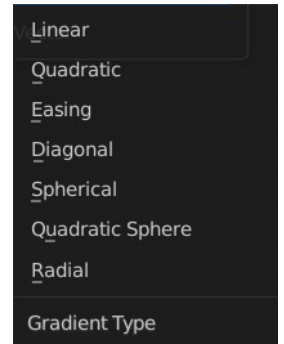 Linear
Quadratic
Easing
Diagonal
Spherical
Quadratic Sphere
Radial
Gradient Type